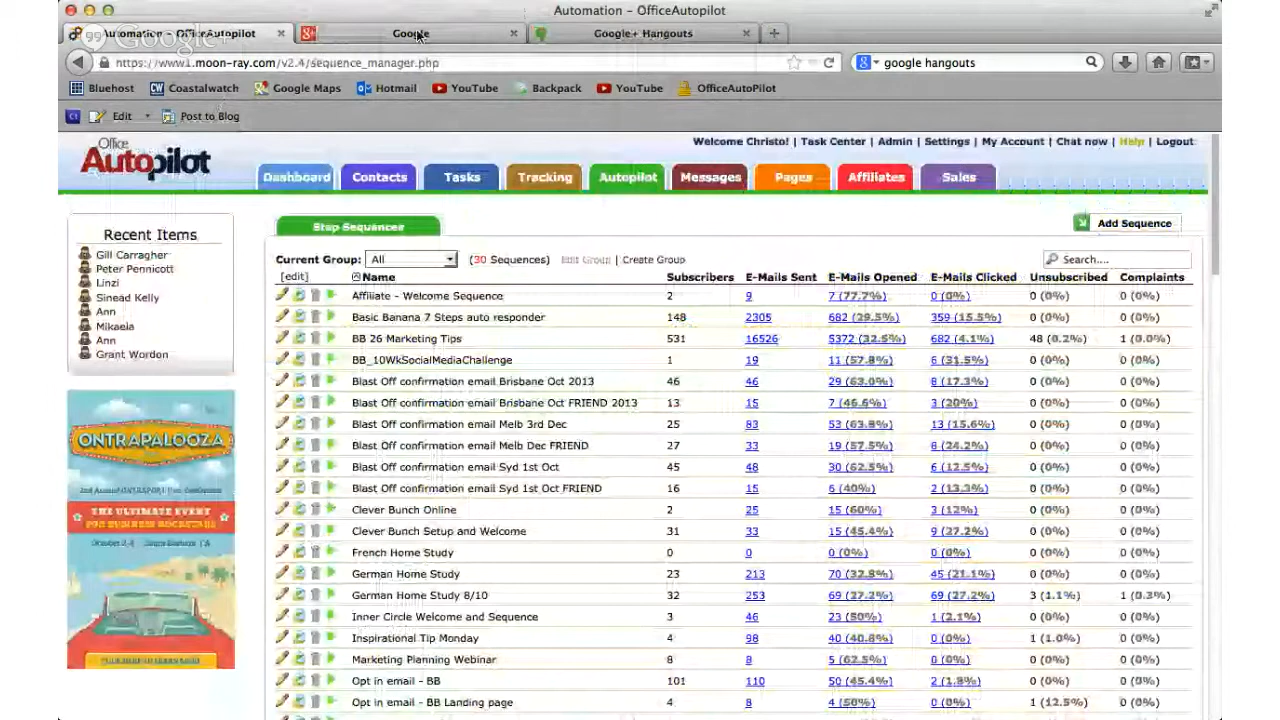 Automation – OfficeAutopilot
Automation – OfficeAutopilot
Google
Google+ Hangouts
Google+
https://www1.moon-ray.com/v2.4/sequence_manager.php
google hangouts
Bluehost
Coastalwatch
Google Maps
Hotmail
YouTube
Backpack
YouTube
OfficeAutoPilot
Edit
Post to Blog
Office
Autopilot
Welcome Christo! | Task Center | Admin | Settings | My Account | Chat now | Help | Logout
Dashboard Contacts Tasks Tracking Autopilot Messages Pages Affiliates Sales
Recent Items
Gill Carragher
Peter Pennicott
Linzi
Sinead Kelly
Ann
Mikaela
Ann
Grant Wordon
ONTRAPALOOZA
THE ULTIMATE EVENT
FOR BUSINESS ROCKSTARS
Step Sequences
Add Sequence
Current Group: All (30 Sequences) Edit Group | Create Group Search....
[edit] Name Subscribers E-Mails Sent E-Mails Opened E-Mails Clicked Unsubscribed Complaints
Affiliate - Welcome Sequence 2 9 7 (77.7%) 0 (0%) 0 (0%) 0 (0%)
Basic Banana 7 Steps auto responder 148 2305 682 (29.5%) 359 (15.5%) 0 (0%) 0 (0%)
BB 26 Marketing Tips 531 16526 5372 (32.5%) 682 (4.1%) 48 (0.2%) 1 (0.0%)
BB_10WkSocialMediaChallenge 1 19 11 (57.8%) 6 (31.5%) 0 (0%) 0 (0%)
Blast Off confirmation email Brisbane Oct 2013 46 46 29 (63.0%) 8 (17.3%) 0 (0%) 0 (0%)
Blast Off confirmation email Brisbane Oct FRIEND 2013 13 15 7 (46.6%) 3 (20%) 0 (0%) 0 (0%)
Blast Off confirmation email Melb 3rd Dec 25 83 53 (63.8%) 13 (15.6%) 0 (0%) 0 (0%)
Blast Off confirmation email Melb Dec FRIEND 27 33 19 (57.5%) 8 (24.2%) 0 (0%) 0 (0%)
Blast Off confirmation email Syd 1st Oct 45 48 30 (62.5%) 6 (12.5%) 0 (0%) 0 (0%)
Blast Off confirmation email Syd 1st Oct FRIEND 16 15 6 (40%) 2 (13.3%) 0 (0%) 0 (0%)
Clever Bunch Online 2 25 15 (60%) 3 (12%) 0 (0%) 0 (0%)
Clever Bunch Setup and Welcome 31 33 15 (45.4%) 9 (27.2%) 0 (0%) 0 (0%)
French Home Study 0 0 0 (0%) 0 (0%) 0 (0%) 0 (0%)
German Home Study 23 213 70 (32.8%) 45 (21.1%) 0 (0%) 0 (0%)
German Home Study 8/10 32 253 69 (27.2%) 69 (27.2%) 3 (1.1%) 1 (0.3%)
Inner Circle Welcome and Sequence 3 46 23 (50%) 1 (2.1%) 0 (0%) 0 (0%)
Inspirational Tip Monday 4 98 40 (40.8%) 0 (0%) 1 (1.0%) 0 (0%)
Marketing Planning Webinar 8 8 5 (62.5%) 0 (0%) 0 (0%) 0 (0%)
Opt in email - BB 101 110 50 (45.4%) 2 (1.8%) 0 (0%) 0 (0%)
Opt in email - BB Landing page 4 8 4 (50%) 0 (0%) 1 (12.5%) 0 (0%)